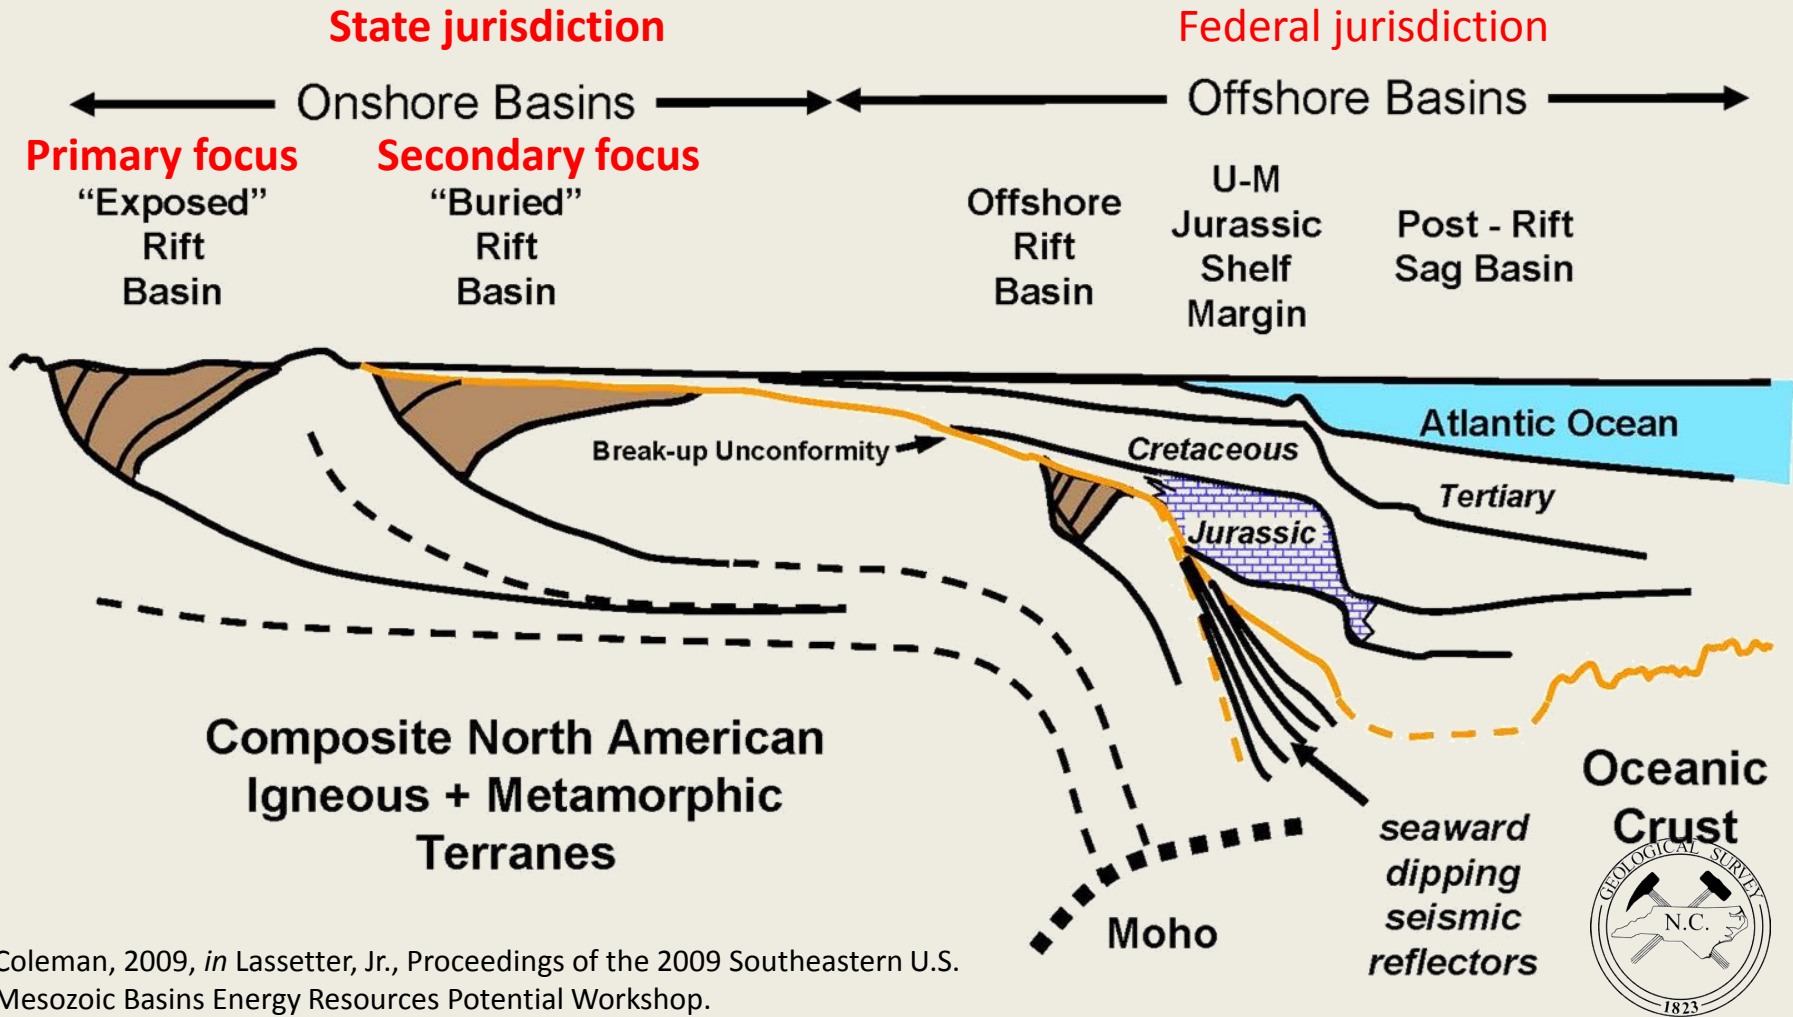 State jurisdiction
Federal jurisdiction
Onshore Basins
Offshore Basins
Primary focus
Secondary focus
“Exposed”
Rift
Basin
“Buried”
Rift
Basin
Offshore
Rift
Basin
U-M
Jurassic
Shelf
Margin
Post - Rift
Sag Basin
Atlantic Ocean
Break-up Unconformity
Cretaceous
Tertiary
Jurassic
Composite North American
Igneous + Metamorphic
Terranes
Moho
seaward
dipping
seismic
reflectors
Oceanic
Crust
GEOLOGICAL SURVEY
N.C.
1823
Coleman, 2009, in Lassetter, Jr., Proceedings of the 2009 Southeastern U.S.
Mesozoic Basins Energy Resources Potential Workshop.